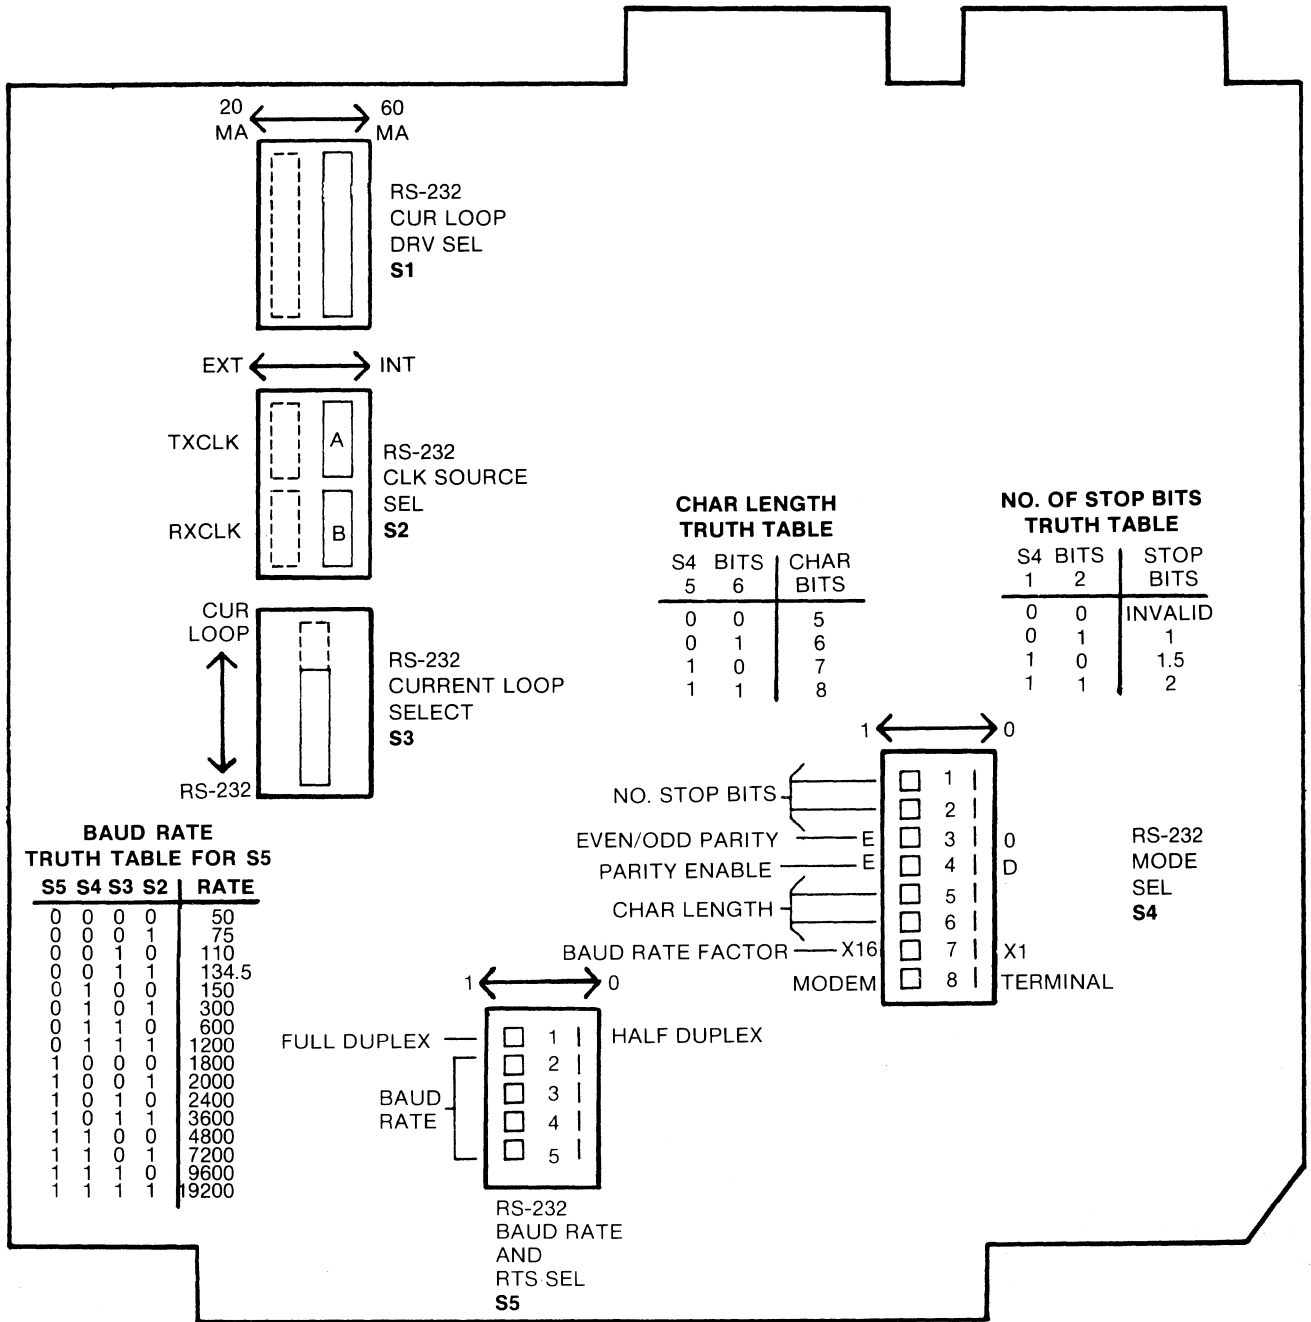 20
MA
60
MA
RS-232
CUR LOOP
DRV SEL
S1
EXT
INT
TXCLK
A
RXCLK
B
RS-232
CLK SOURCE
SEL
S2
CUR
LOOP
RS-232
RS-232
CURRENT LOOP
SELECT
S3
CHAR LENGTH
TRUTH TABLE
S4 BITS CHAR
5 6 BITS
0 0 5
0 1 6
1 0 7
1 1 8
NO. OF STOP BITS
TRUTH TABLE
S4 BITS STOP
1 2 BITS
0 0 INVALID
0 1 1
1 0 1.5
1 1 2
1 0
NO. STOP BITS
1
2
EVEN/ODD PARITY E 3 0
PARITY ENABLE E 4 D
CHAR LENGTH
5
6
BAUD RATE FACTOR X16 7 X1
MODEM 8 TERMINAL
RS-232
MODE
SEL
S4
BAUD RATE
TRUTH TABLE FOR S5
S5 S4 S3 S2 RATE
0 0 0 0 50
0 0 0 1 75
0 0 1 0 110
0 0 1 1 134.5
0 1 0 0 150
0 1 0 1 300
0 1 1 0 600
0 1 1 1 1200
1 0 0 0 1800
1 0 0 1 2000
1 0 1 0 2400
1 0 1 1 3600
1 1 0 0 4800
1 1 0 1 7200
1 1 1 0 9600
1 1 1 1 19200
1 0
FULL DUPLEX 1 HALF DUPLEX
BAUD
RATE
2
3
4
5
RS-232
BAUD RATE
AND
RTS SEL
S5